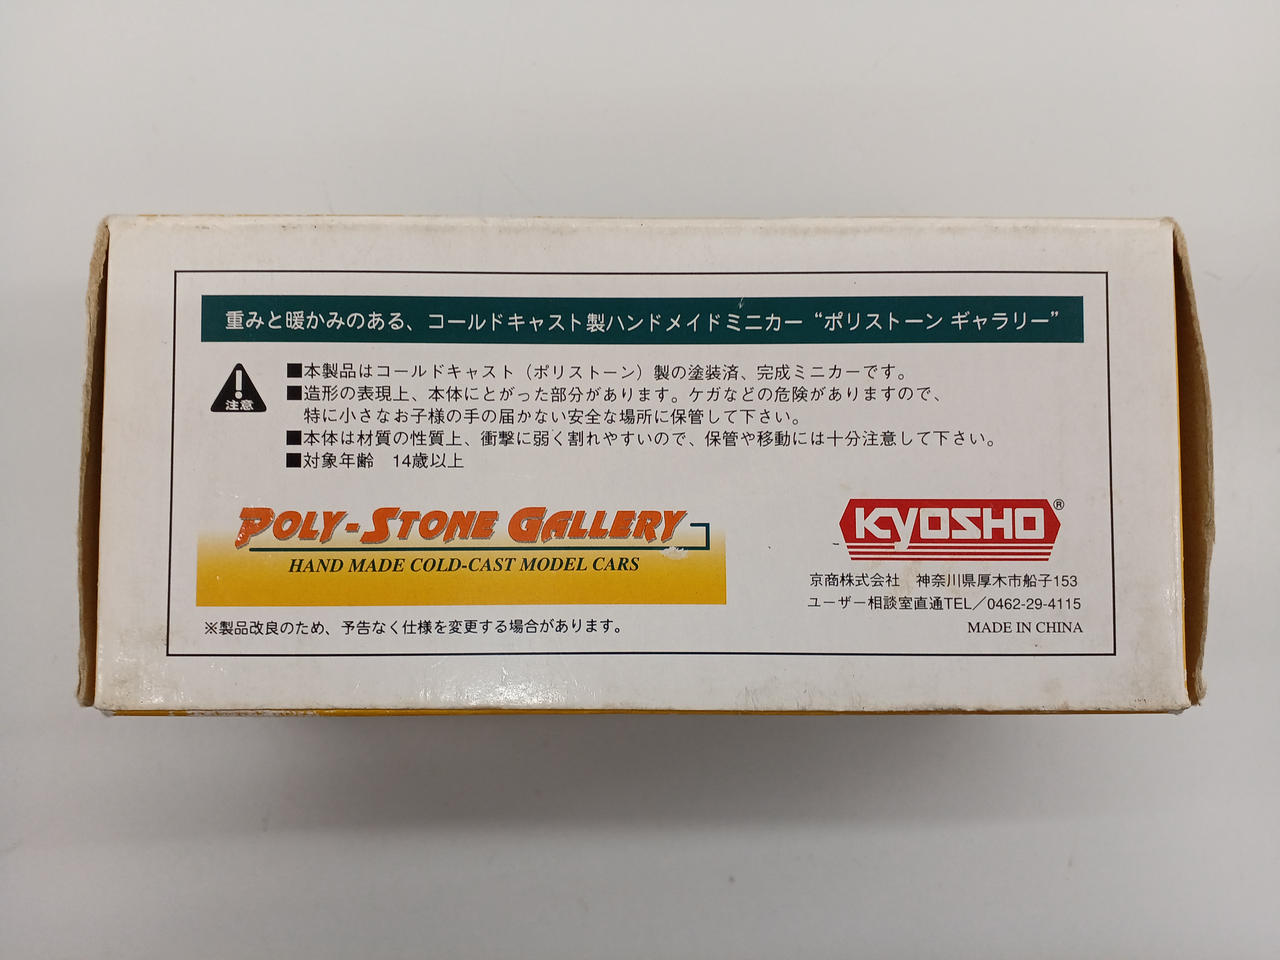 重みと暖かみのある、コールドキャスト製ハンドメイドミニカー“ポリストーン ギャラリー”
注意
■本製品はコールドキャスト（ポリストーン）製の塗装済、完成ミニカーです。
■造形の表現上、本体にとがった部分があります。ケガなどの危険がありますので、
特に小さなお子様の手の届かない安全な場所に保管して下さい。
■本体は材質の性質上、衝撃に弱く割れやすいので、保管や移動には十分注意して下さい。
■対象年齢　14歳以上
POLY-STONE GALLERY
HAND MADE COLD-CAST MODEL CARS
※製品改良のため、予告なく仕様を変更する場合があります。
KYOSHO®
京商株式会社　神奈川県厚木市船子153
ユーザー相談室直通TEL／0462-29-4115
MADE IN CHINA